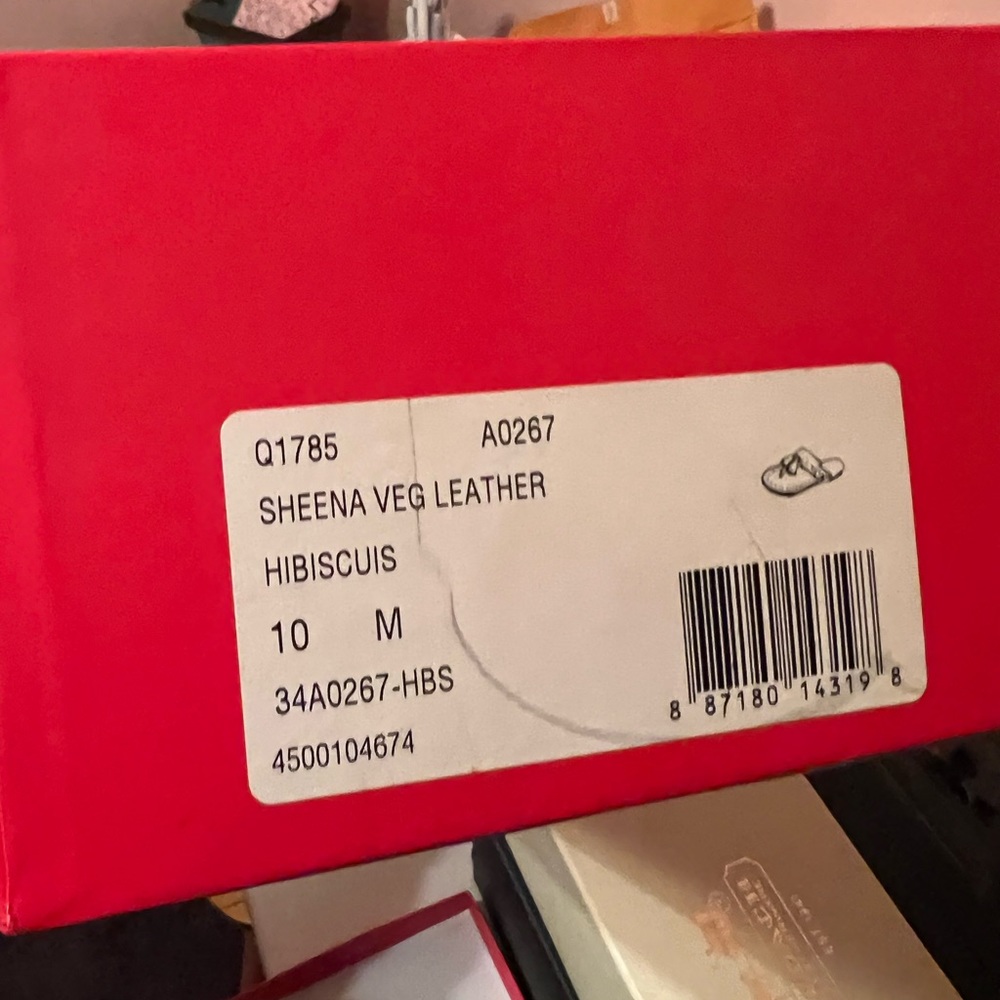 Q1785 A0267
SHEENA VEG LEATHER
HIBISCUIS
10 M
34A0267-HBS
4500104674
8 87180 14319 8